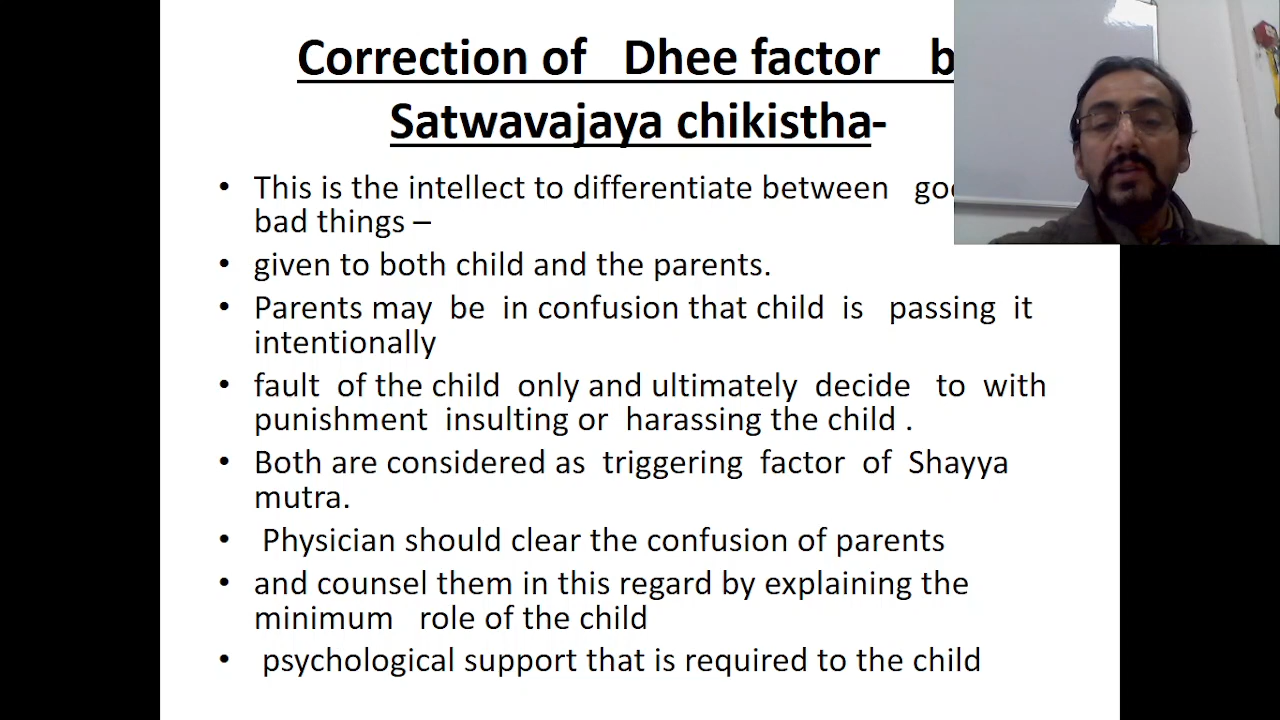 Correction of Dhee factor
Satwavajaya chikistha-
• This is the intellect to differentiate between
bad things –
• given to both child and the parents.
• Parents may be in confusion that child is passing it
intentionally
• fault of the child only and ultimately decide to with
punishment insulting or harassing the child .
• Both are considered as triggering factor of Shayya
mutra.
• Physician should clear the confusion of parents
• and counsel them in this regard by explaining the
minimum role of the child
• psychological support that is required to the child